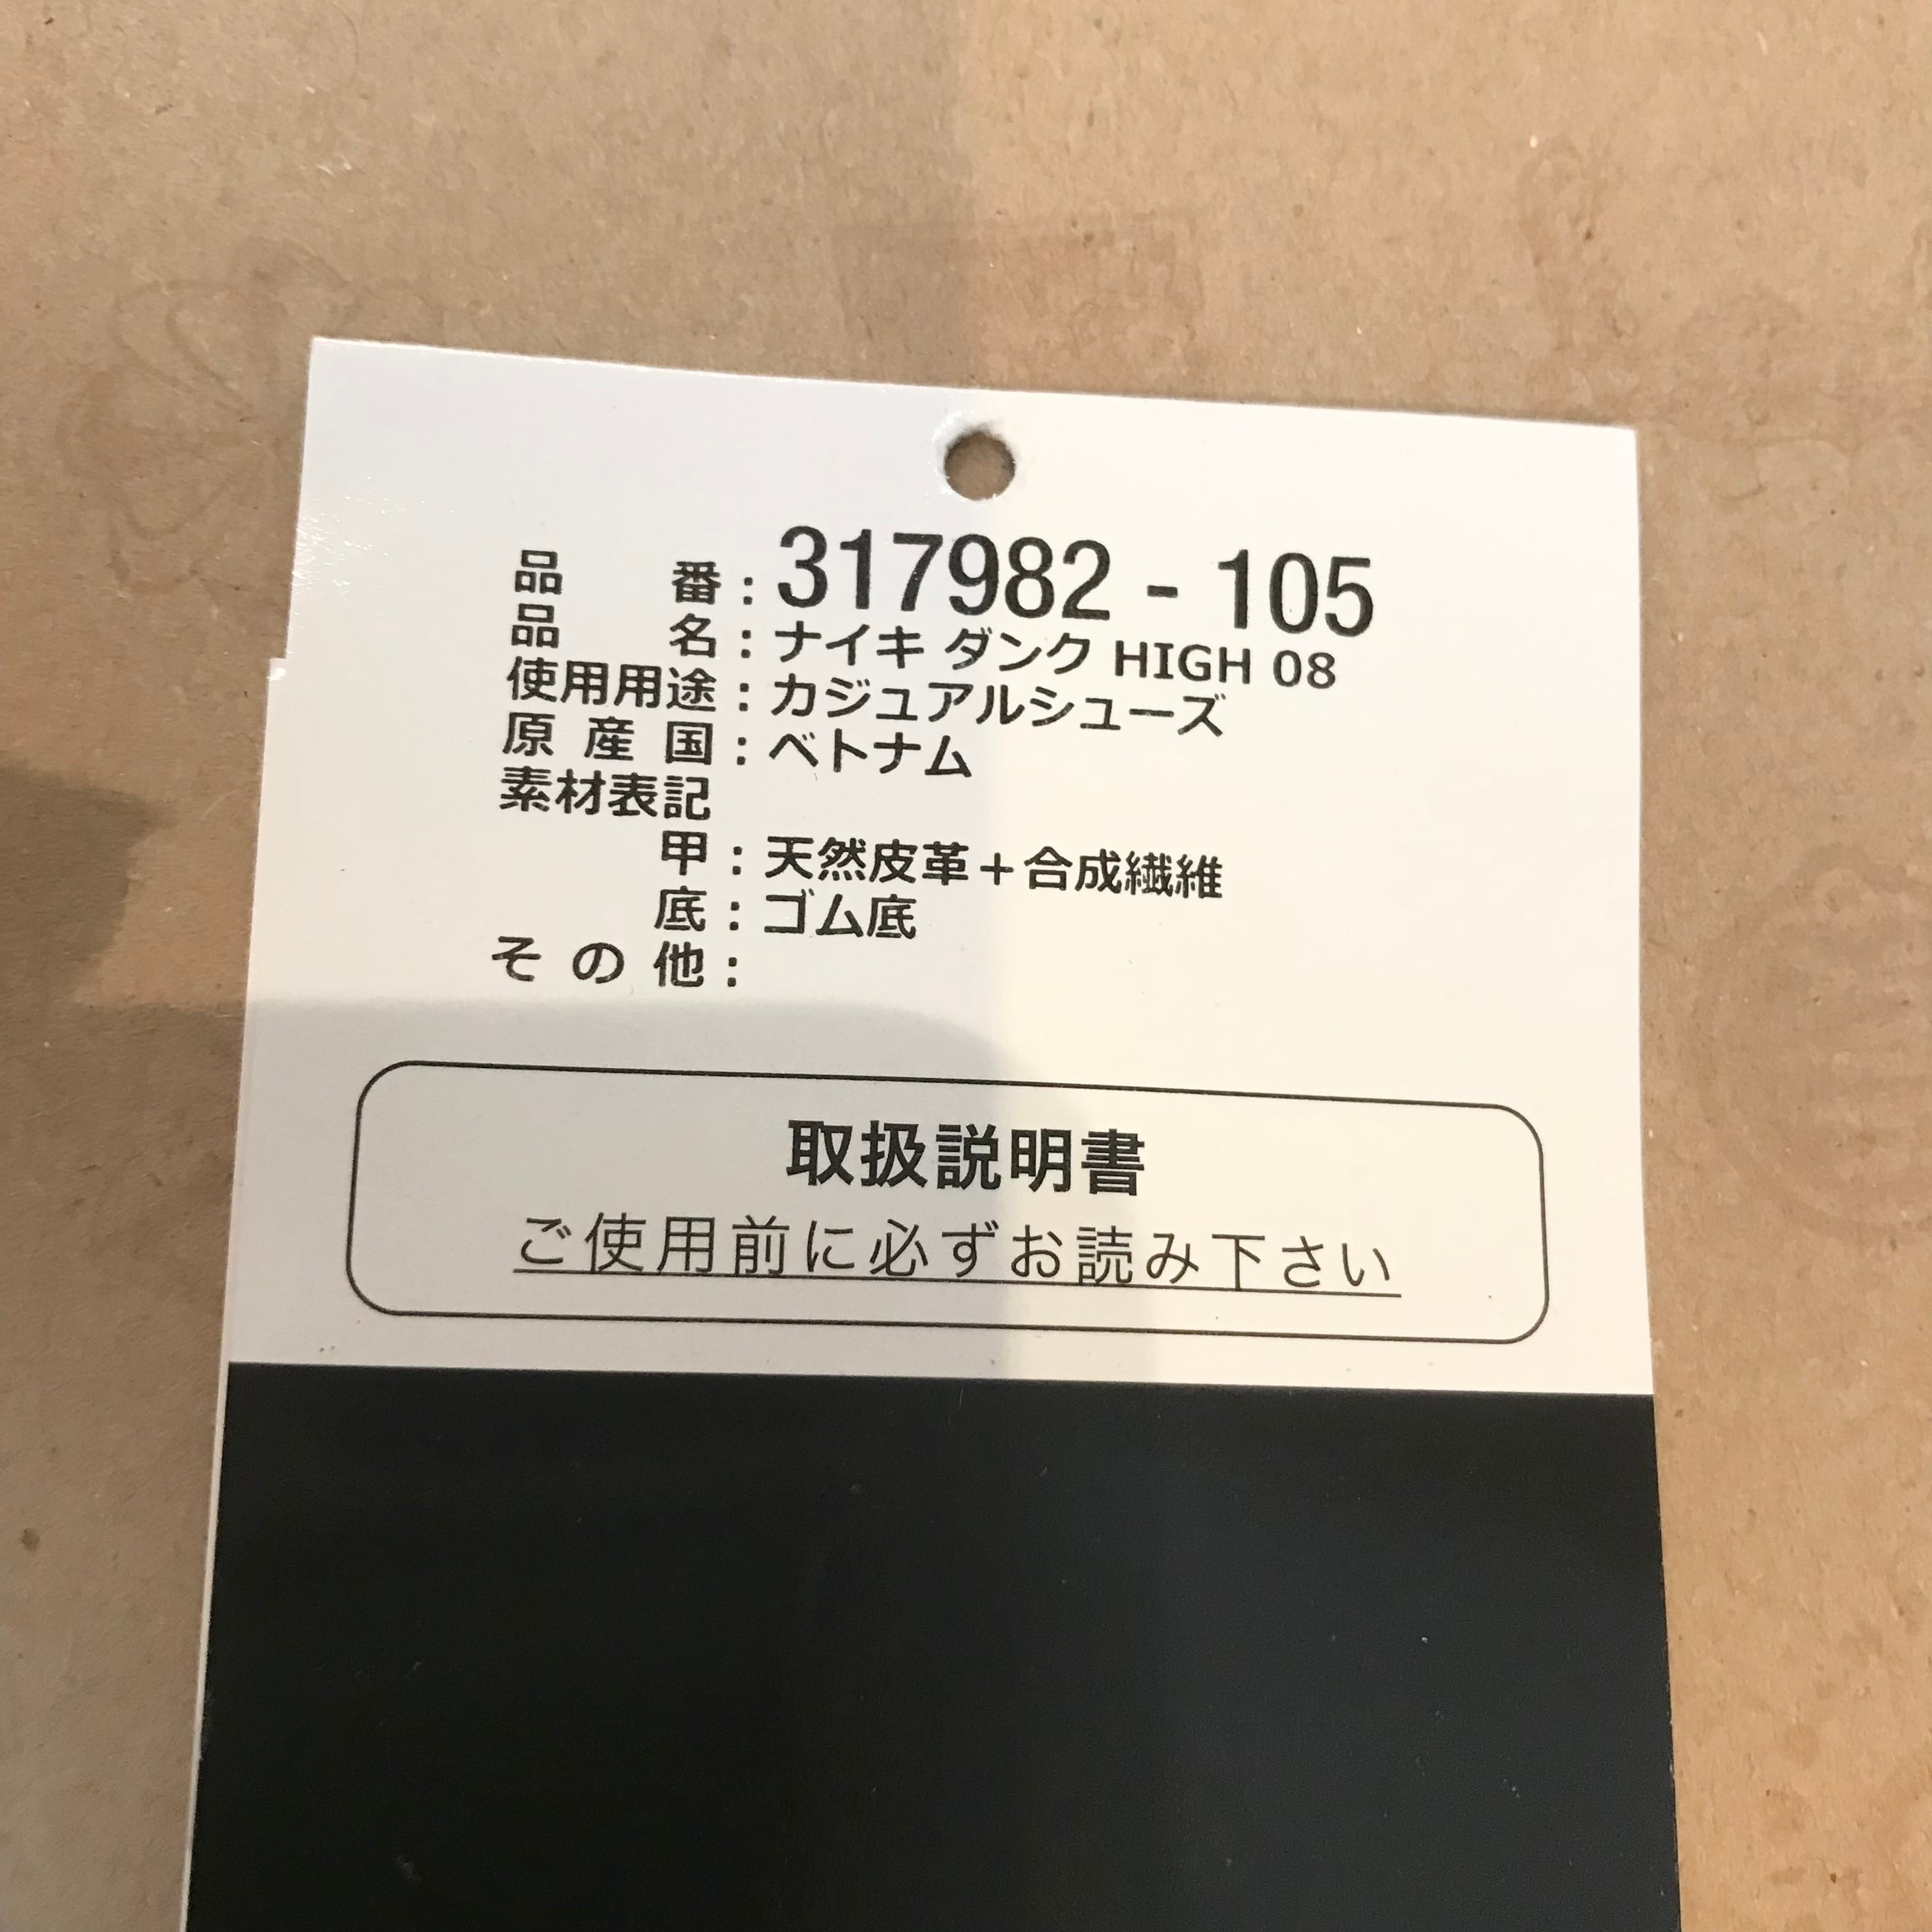 品番：317982 - 105
品名：ナイキ ダンク HIGH 08
使用用途：カジュアルシューズ
原産国：ベトナム
素材表記
甲：天然皮革＋合成繊維
底：ゴム底
その他：
取扱説明書
ご使用前に必ずお読み下さい